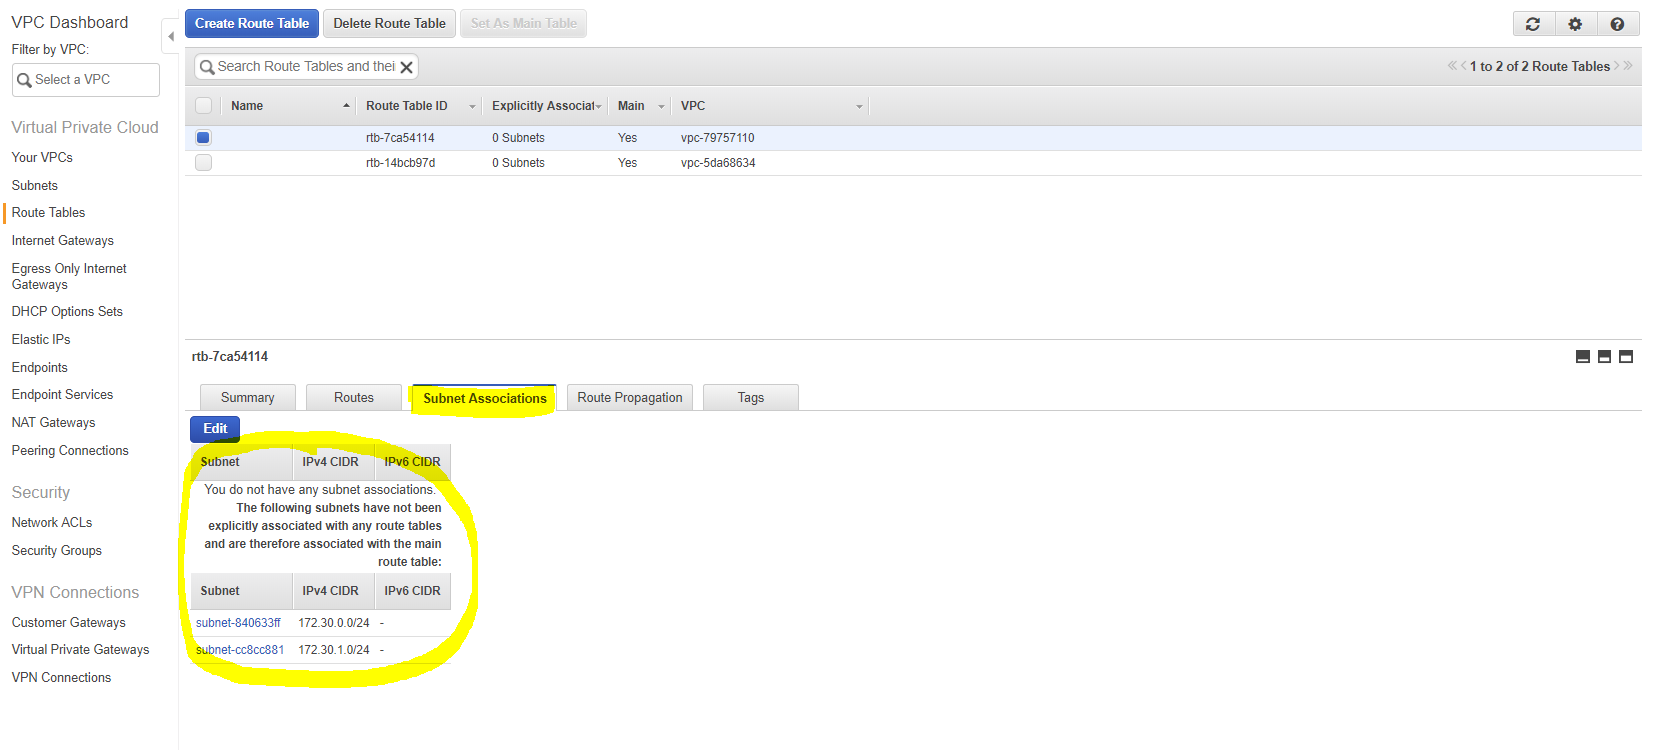 VPC Dashboard
Filter by VPC:
Select a VPC
Virtual Private Cloud
Your VPCs
Subnets
Route Tables
Internet Gateways
Egress Only Internet
Gateways
DHCP Options Sets
Elastic IPs
Endpoints
Endpoint Services
NAT Gateways
Peering Connections
Security
Network ACLs
Security Groups
VPN Connections
Customer Gateways
Virtual Private Gateways
VPN Connections
Create Route Table Delete Route Table Set As Main Table
Search Route Tables and thei
1 to 2 of 2 Route Tables
Name Route Table ID Explicitly Associat Main VPC
rtb-7ca54114 0 Subnets Yes vpc-79757110
rtb-14bcb97d 0 Subnets Yes vpc-5da68634
rtb-7ca54114
Summary Routes Subnet Associations Route Propagation Tags
Edit
Subnet IPv4 CIDR IPv6 CIDR
You do not have any subnet associations.
The following subnets have not been
explicitly associated with any route tables
and are therefore associated with the main
route table:
Subnet IPv4 CIDR IPv6 CIDR
subnet-840633ff 172.30.0.0/24 -
subnet-cc8cc881 172.30.1.0/24 -